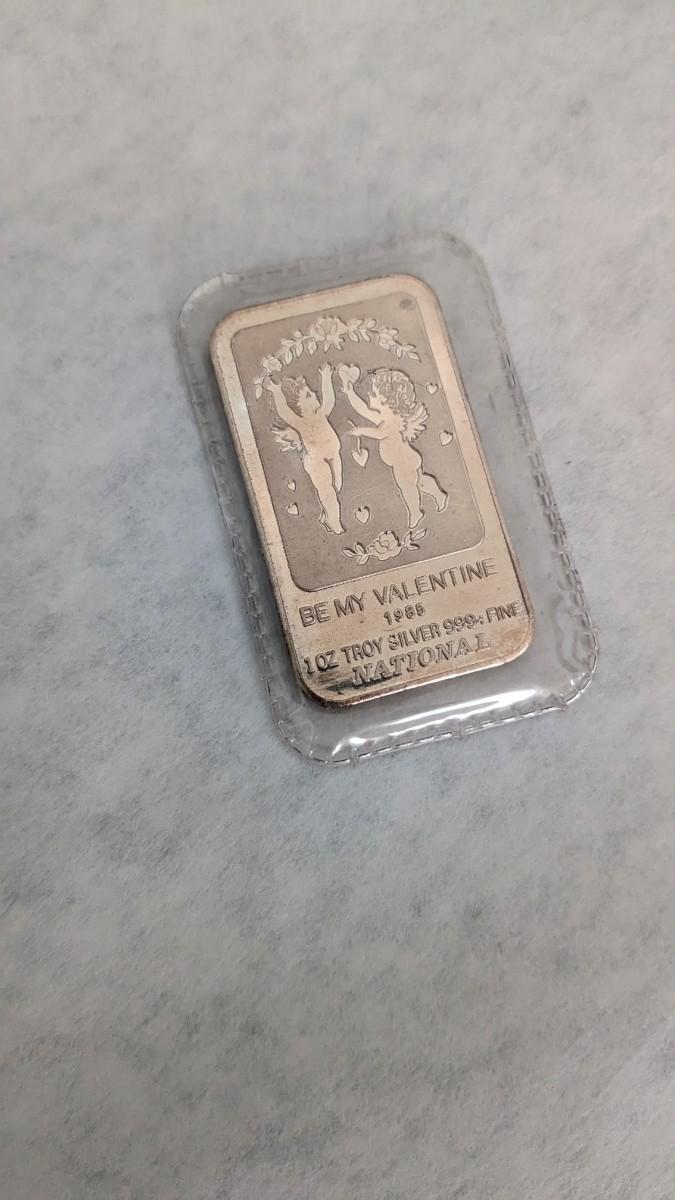 BE MY VALENTINE
1986
1 OZ TROY SILVER 999+ FINE
NATIONAL